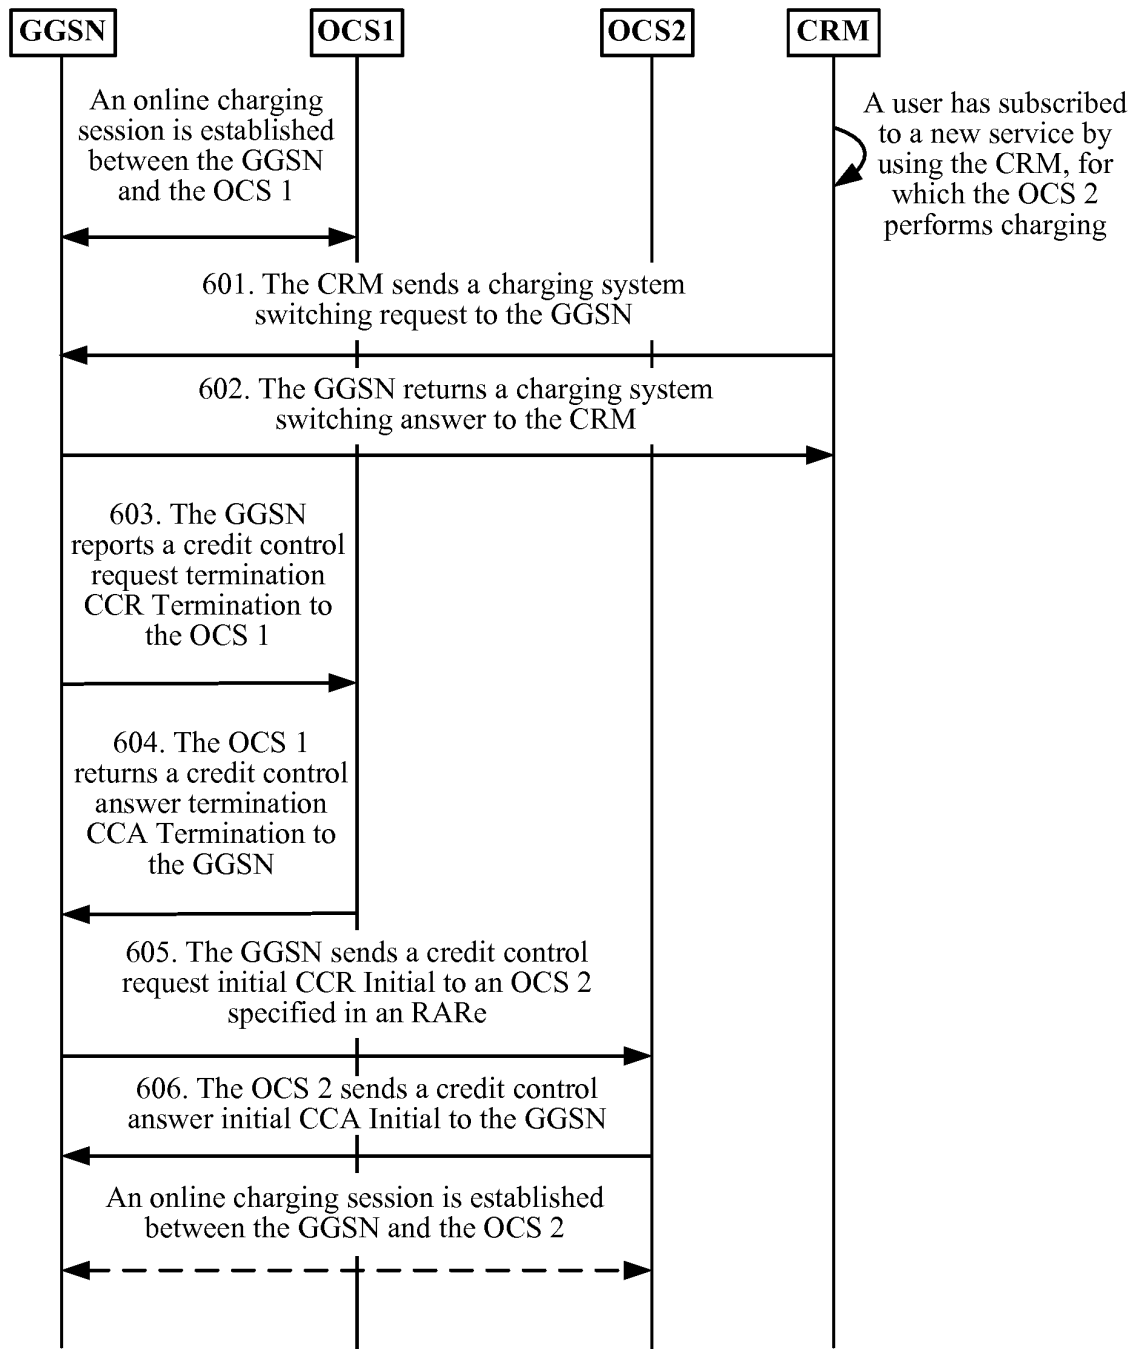 GGSN
OCS1
OCS2
CRM
An online charging
session is established
between the GGSN
and the OCS 1
A user has subscribed
to a new service by
using the CRM, for
which the OCS 2
performs charging
601. The CRM sends a charging system
switching request to the GGSN
602. The GGSN returns a charging system
switching answer to the CRM
603. The GGSN
reports a credit control
request termination
CCR Termination to
the OCS 1
604. The OCS 1
returns a credit control
answer termination
CCA Termination to
the GGSN
605. The GGSN sends a credit control
request initial CCR Initial to an OCS 2
specified in an RARe
606. The OCS 2 sends a credit control
answer initial CCA Initial to the GGSN
An online charging session is established
between the GGSN and the OCS 2